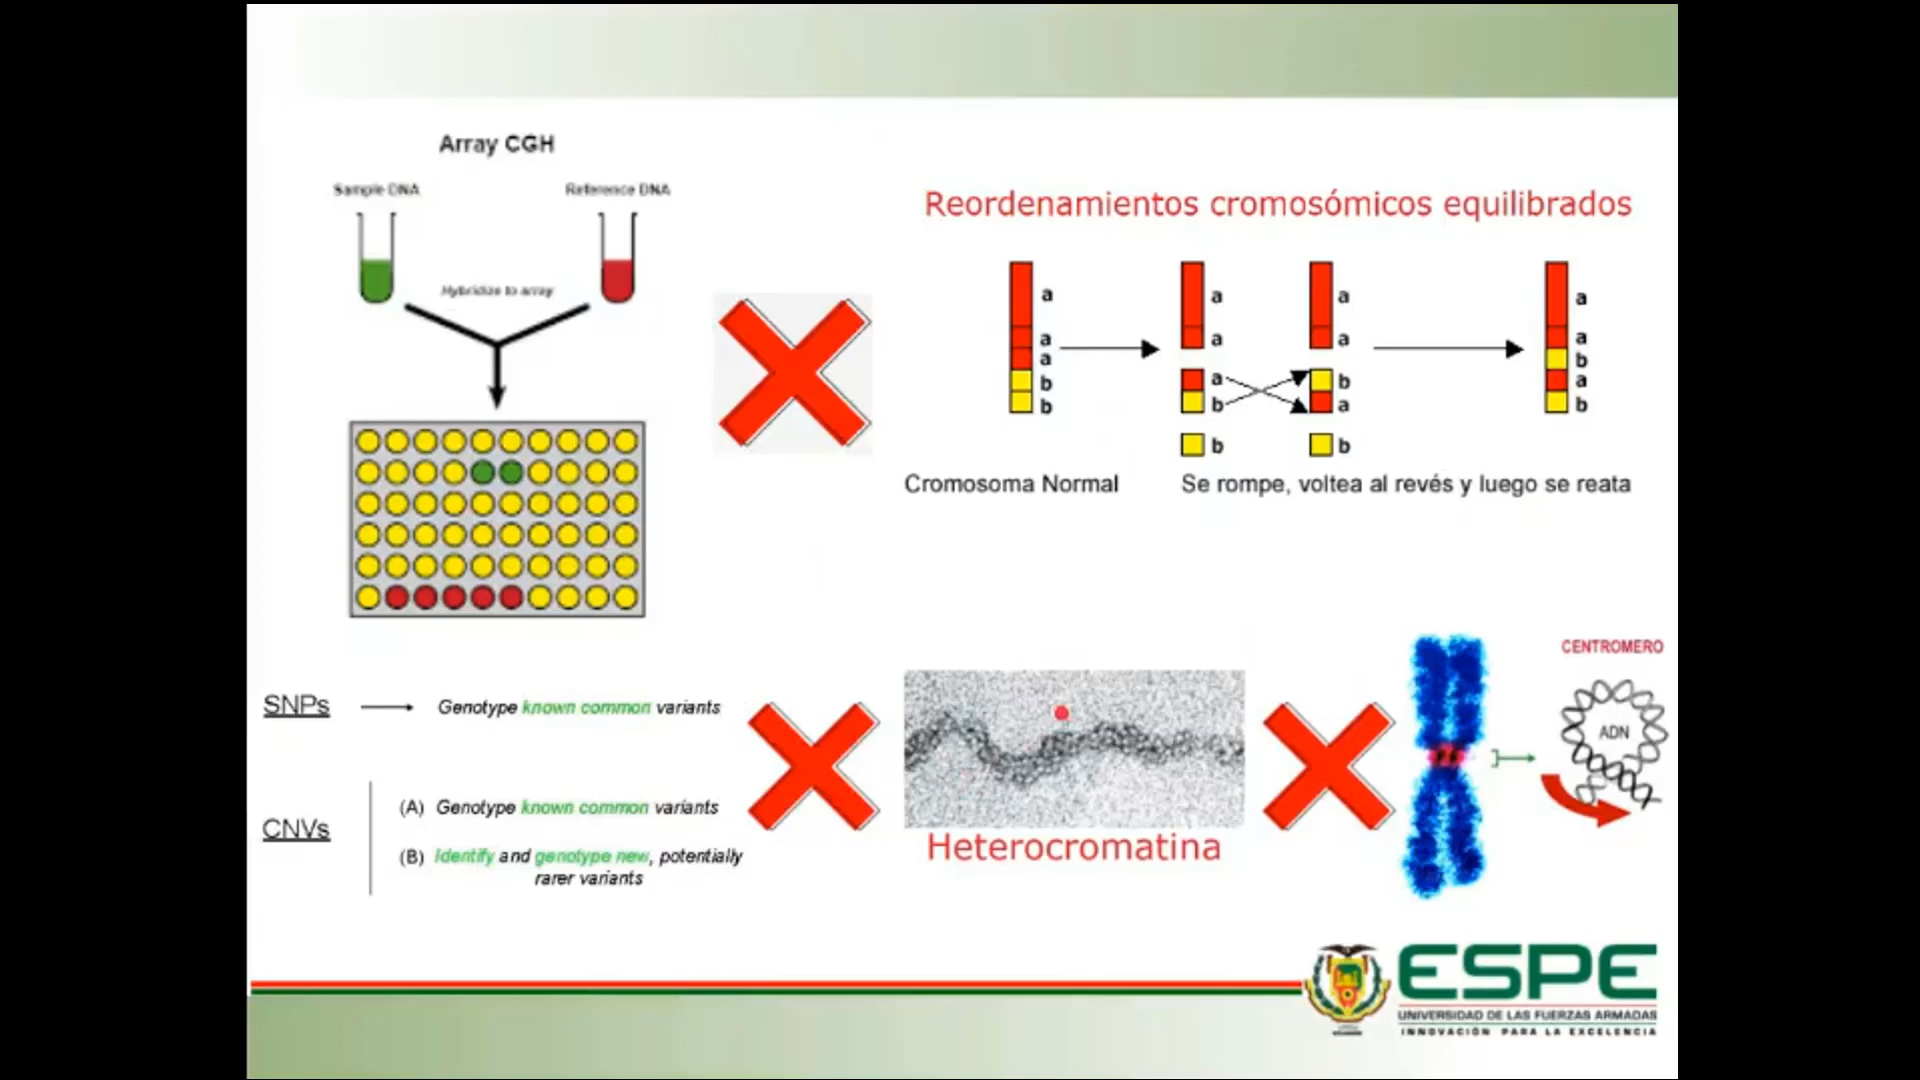 Array CGH
Sample DNA
Reference DNA
Hybridize to array
Reordenamientos cromosómicos equilibrados
a
a
a
b
b
a
a
a
b
b
a
a
b
a
b
a
a
b
a
b
Cromosoma Normal
Se rompe, voltea al revés y luego se reata
SNPs
Genotype known common variants
CNVs
(A) Genotype known common variants
(B) Identify and genotype new, potentially
rarer variants
Heterocromatina
CENTROMERO
ADN
ESPE
UNIVERSIDAD DE LAS FUERZAS ARMADAS
INNOVACIÓN PARA LA EXCELENCIA